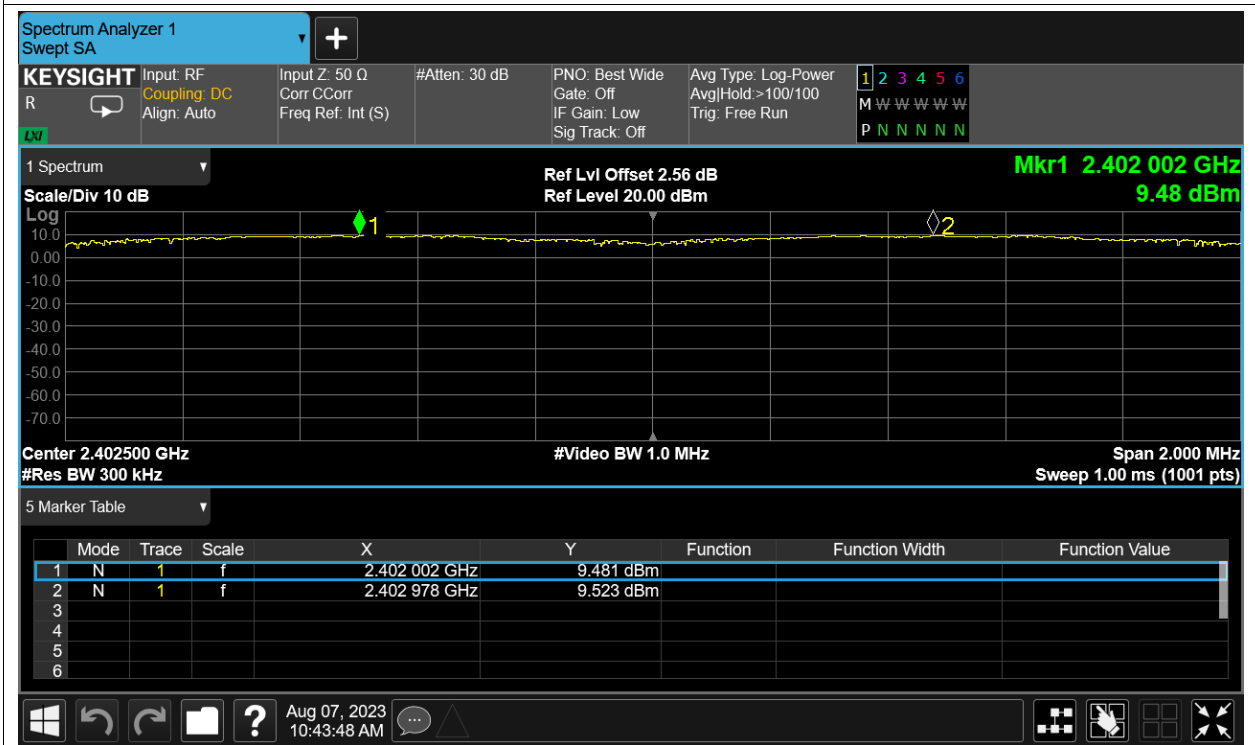 Spectrum Analyzer 1
Swept SA
+
KEYSIGHT
R
LXI
Input: RF
Coupling: DC
Align: Auto
Input Z: 50 Ω
Corr CCorr
Freq Ref: Int (S)
#Atten: 30 dB
PNO: Best Wide
Gate: Off
IF Gain: Low
Sig Track: Off
Avg Type: Log-Power
Avg|Hold:>100/100
Trig: Free Run
1 2 3 4 5 6
M W W W W W
P N N N N N
1 Spectrum
Scale/Div 10 dB
Ref Lvl Offset 2.56 dB
Ref Level 20.00 dBm
Mkr1 2.402 002 GHz
9.48 dBm
Log
10.0
0.00
-10.0
-20.0
-30.0
-40.0
-50.0
-60.0
-70.0
1
2
Center 2.402500 GHz
#Res BW 300 kHz
#Video BW 1.0 MHz
Span 2.000 MHz
Sweep 1.00 ms (1001 pts)
5 Marker Table
Mode Trace Scale X Y Function Function Width Function Value
1 N 1 f 2.402 002 GHz 9.481 dBm
2 N 1 f 2.402 978 GHz 9.523 dBm
3
4
5
6
?
Aug 07, 2023
10:43:48 AM